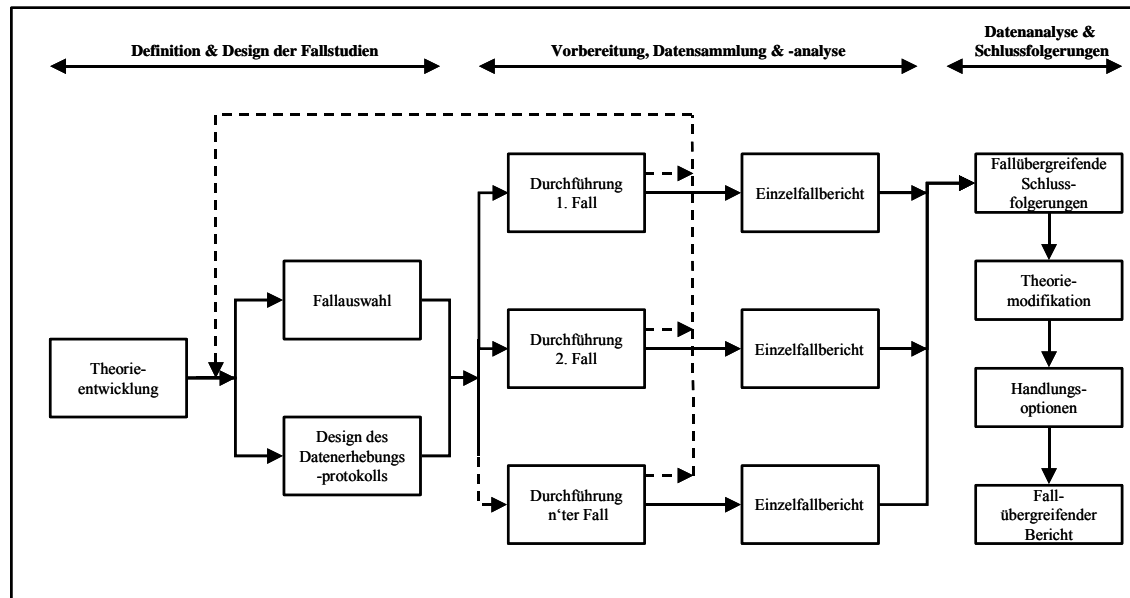 Definition & Design der Fallstudien
Vorbereitung, Datensammlung & -analyse
Datenanalyse &
Schlussfolgerungen
Theorie-
entwicklung
Fallauswahl
Design des
Datenerhebungs
-protokolls
Durchführung
1. Fall
Einzelfallbericht
Durchführung
2. Fall
Einzelfallbericht
Durchführung
n‘ter Fall
Einzelfallbericht
Fallübergreifende
Schluss-
folgerungen
Theorie-
modifikation
Handlungs-
optionen
Fall-
übergreifender
Bericht